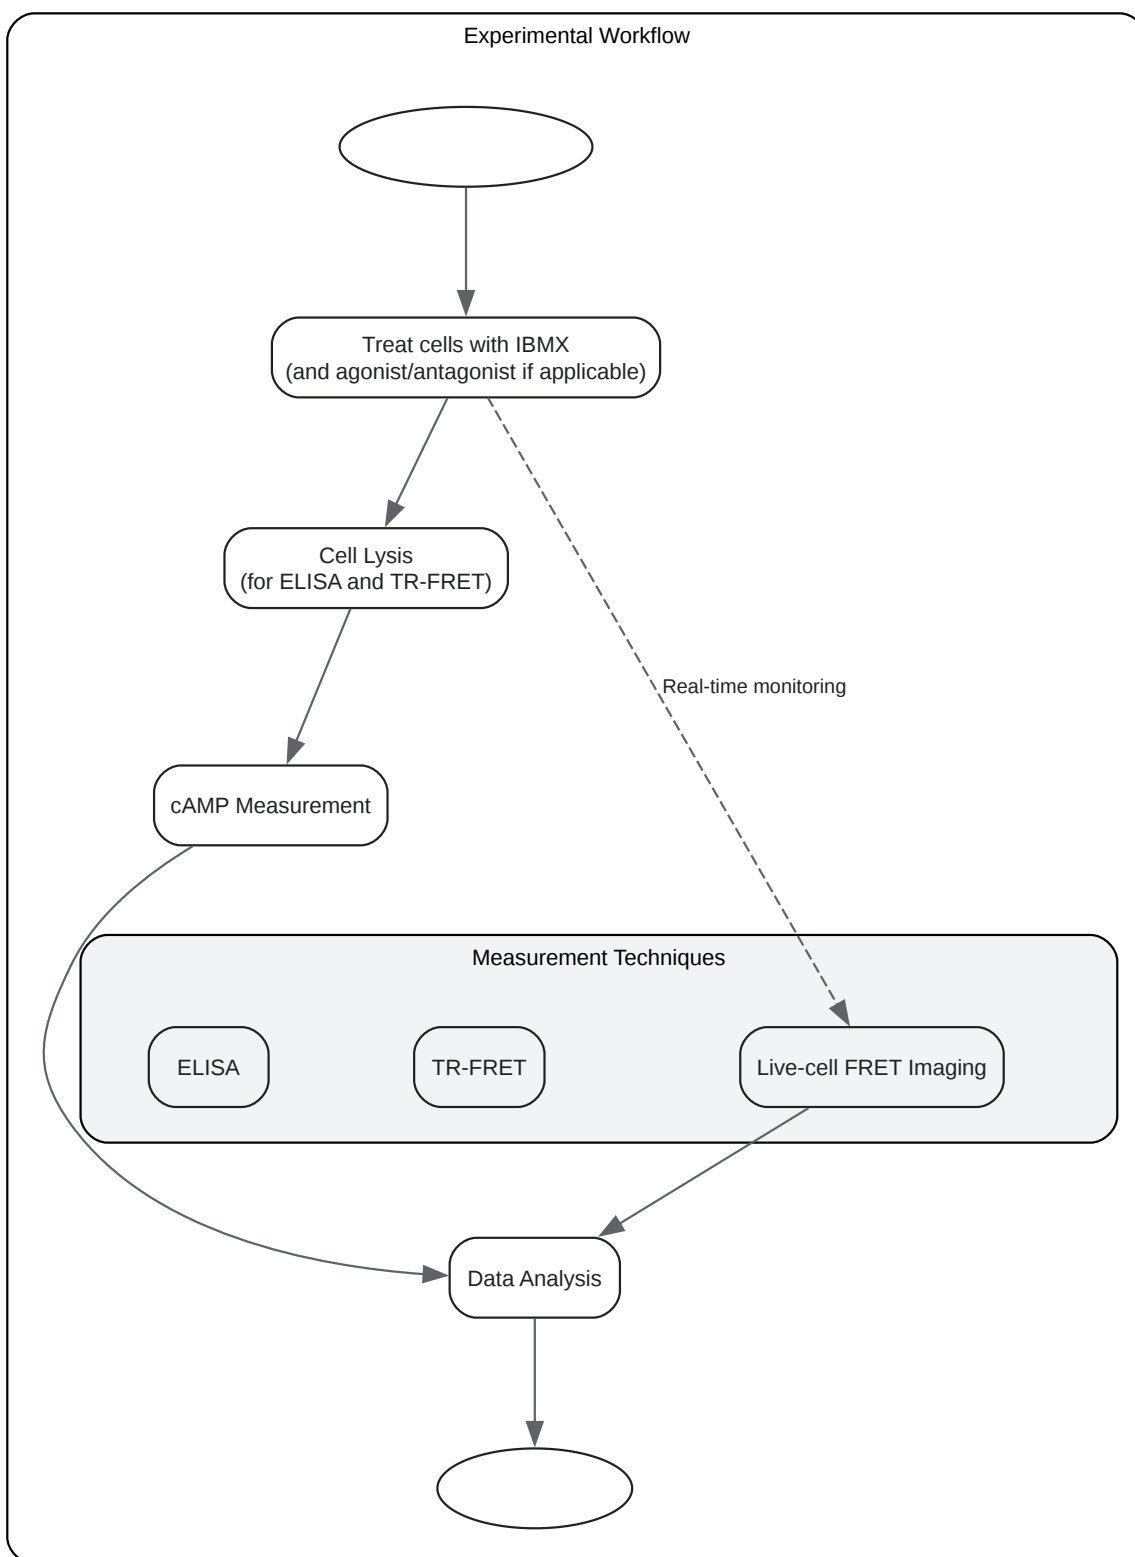 Experimental Workflow
Treat cells with IBMX
(and agonist/antagonist if applicable)
Cell Lysis
(for ELISA and TR-FRET)
Real-time monitoring
cAMP Measurement
Measurement Techniques
ELISA
TR-FRET
Live-cell FRET Imaging
Data Analysis